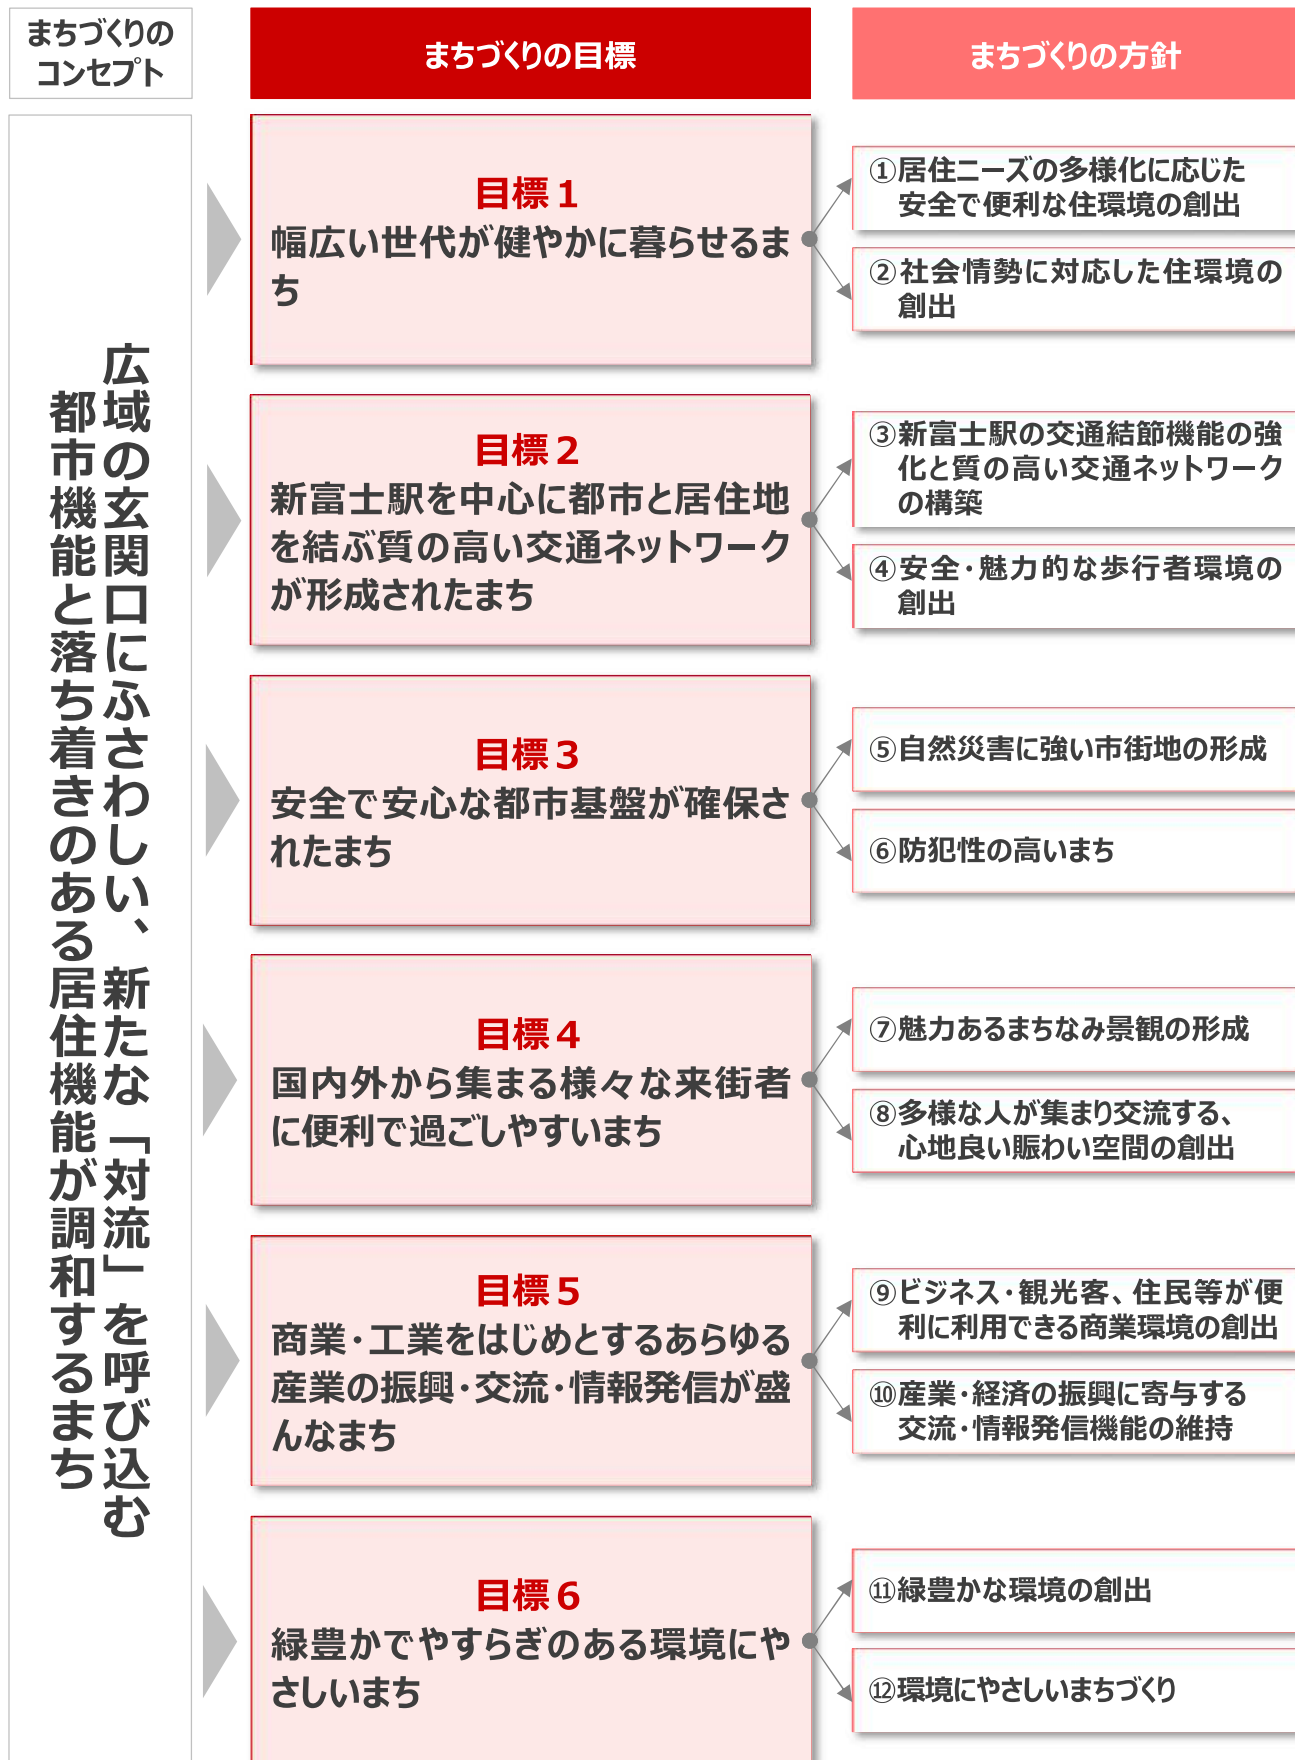 まちづくりの
コンセプト
まちづくりの目標
まちづくりの方針
広域の玄関口にふさわしい、新たな「対流」を呼び込む
都市機能と落ち着きのある居住機能が調和するまち
目標1
幅広い世代が健やかに暮らせるま
ち
①居住ニーズの多様化に応じた
安全で便利な住環境の創出
②社会情勢に対応した住環境の
創出
目標2
新富士駅を中心に都市と居住地
を結ぶ質の高い交通ネットワーク
が形成されたまち
③新富士駅の交通結節機能の強
化と質の高い交通ネットワーク
の構築
④安全・魅力的な歩行者環境の
創出
目標3
安全で安心な都市基盤が確保さ
れたまち
⑤自然災害に強い市街地の形成
⑥防犯性の高いまち
目標4
国内外から集まる様々な来街者
に便利で過ごしやすいまち
⑦魅力あるまちなみ景観の形成
⑧多様な人が集まり交流する、
心地良い賑わい空間の創出
目標5
商業・工業をはじめとするあらゆる
産業の振興・交流・情報発信が盛
んなまち
⑨ビジネス・観光客、住民等が便
利に利用できる商業環境の創出
⑩産業・経済の振興に寄与する
交流・情報発信機能の維持
目標6
緑豊かでやすらぎのある環境にや
さしいまち
⑪緑豊かな環境の創出
⑫環境にやさしいまちづくり